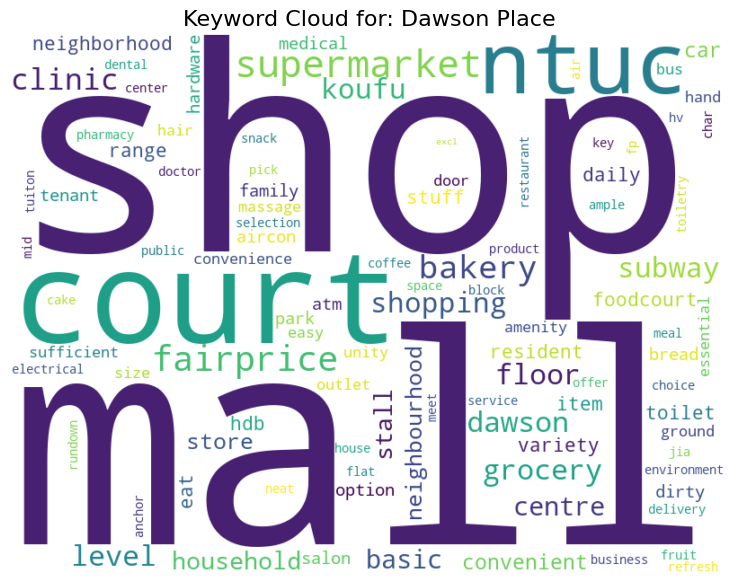 Keyword Cloud for: Dawson Place
neighborhood
medical
supermarket
ntuc
car
dental
hardware
air
bus
clinic
center
koufu
hand
shop
pharmacy
hair
snack
excl
restaurant
key
fp
hv
char
range
doctor
pick
door
daily
tuiton
tenant
family
stuff
massage
ample
toiletry
selection
aircon
mid
public
convenience
product
court
coffee
bakery
subway
space
block
cake
atm
shopping
foodcourt
park
easy
amenity
essential
sufficient
fairprice
unity
resident
meal
bread
electrical
size
outlet
floor
offer
choice
mall
neighbourhood
meet
service
item
toilet
stall
dawson
hdb
ground
rundown
store
house
variety
jia
flat
grocery
environment
eat
neat
option
dirty
anchor
centre
delivery
level
household
salon
basic
convenient
business
fruit
refresh